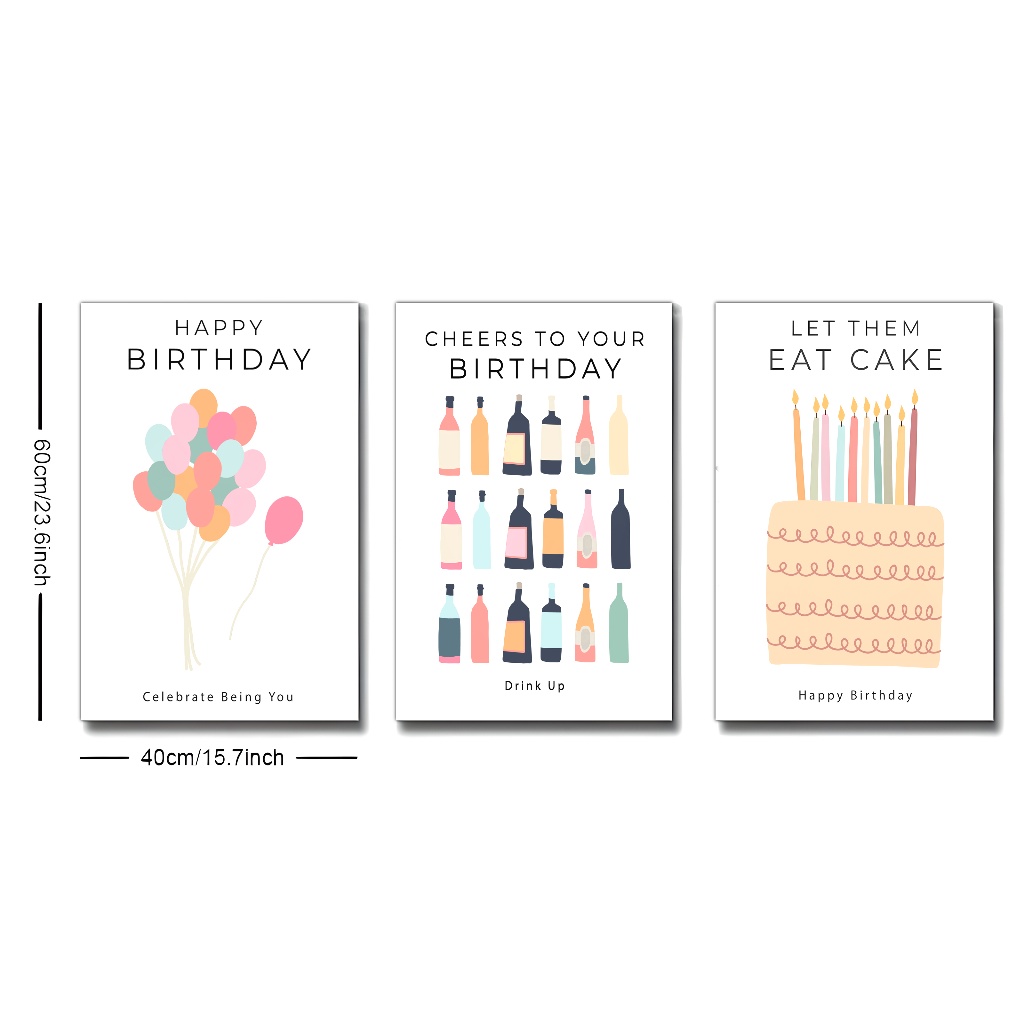 HAPPY
BIRTHDAY
Celebrate Being You
CHEERS TO YOUR
BIRTHDAY
Drink Up
LET THEM
EAT CAKE
Happy Birthday
60cm/23.6inch
40cm/15.7inch